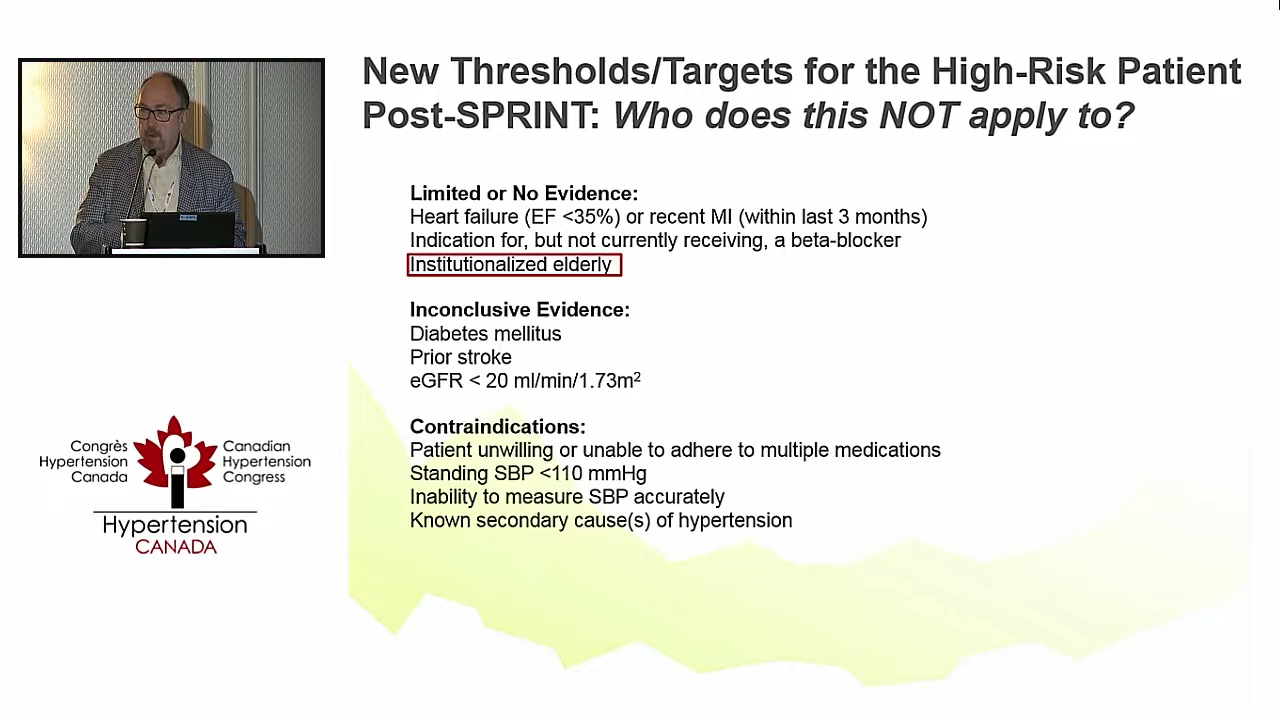 New Thresholds/Targets for the High-Risk Patient
Post-SPRINT: Who does this NOT apply to?
Limited or No Evidence:
Heart failure (EF <35%) or recent MI (within last 3 months)
Indication for, but not currently receiving, a beta-blocker
Institutionalized elderly
Inconclusive Evidence:
Diabetes mellitus
Prior stroke
eGFR < 20 ml/min/1.73m²
Contraindications:
Patient unwilling or unable to adhere to multiple medications
Standing SBP <110 mmHg
Inability to measure SBP accurately
Known secondary cause(s) of hypertension
Congrès
Hypertension
Canada
Canadian
Hypertension
Congress
Hypertension
CANADA